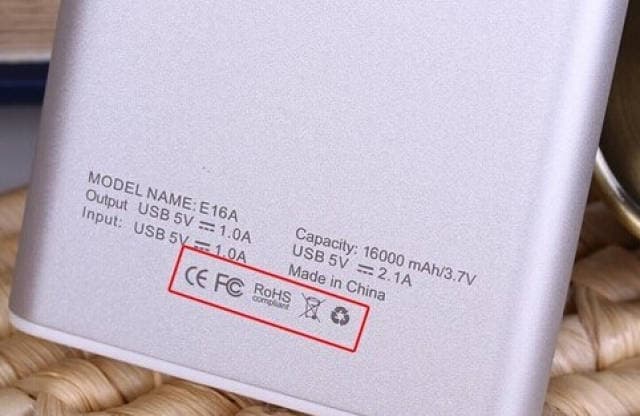 MODEL NAME: E16A
Output USB 5V ⎓ 1.0A
Input: USB 5V ⎓ 1.0A
Capacity: 16000 mAh/3.7V
USB 5V ⎓ 2.1A
Made in China
CE FC RoHS
compliant